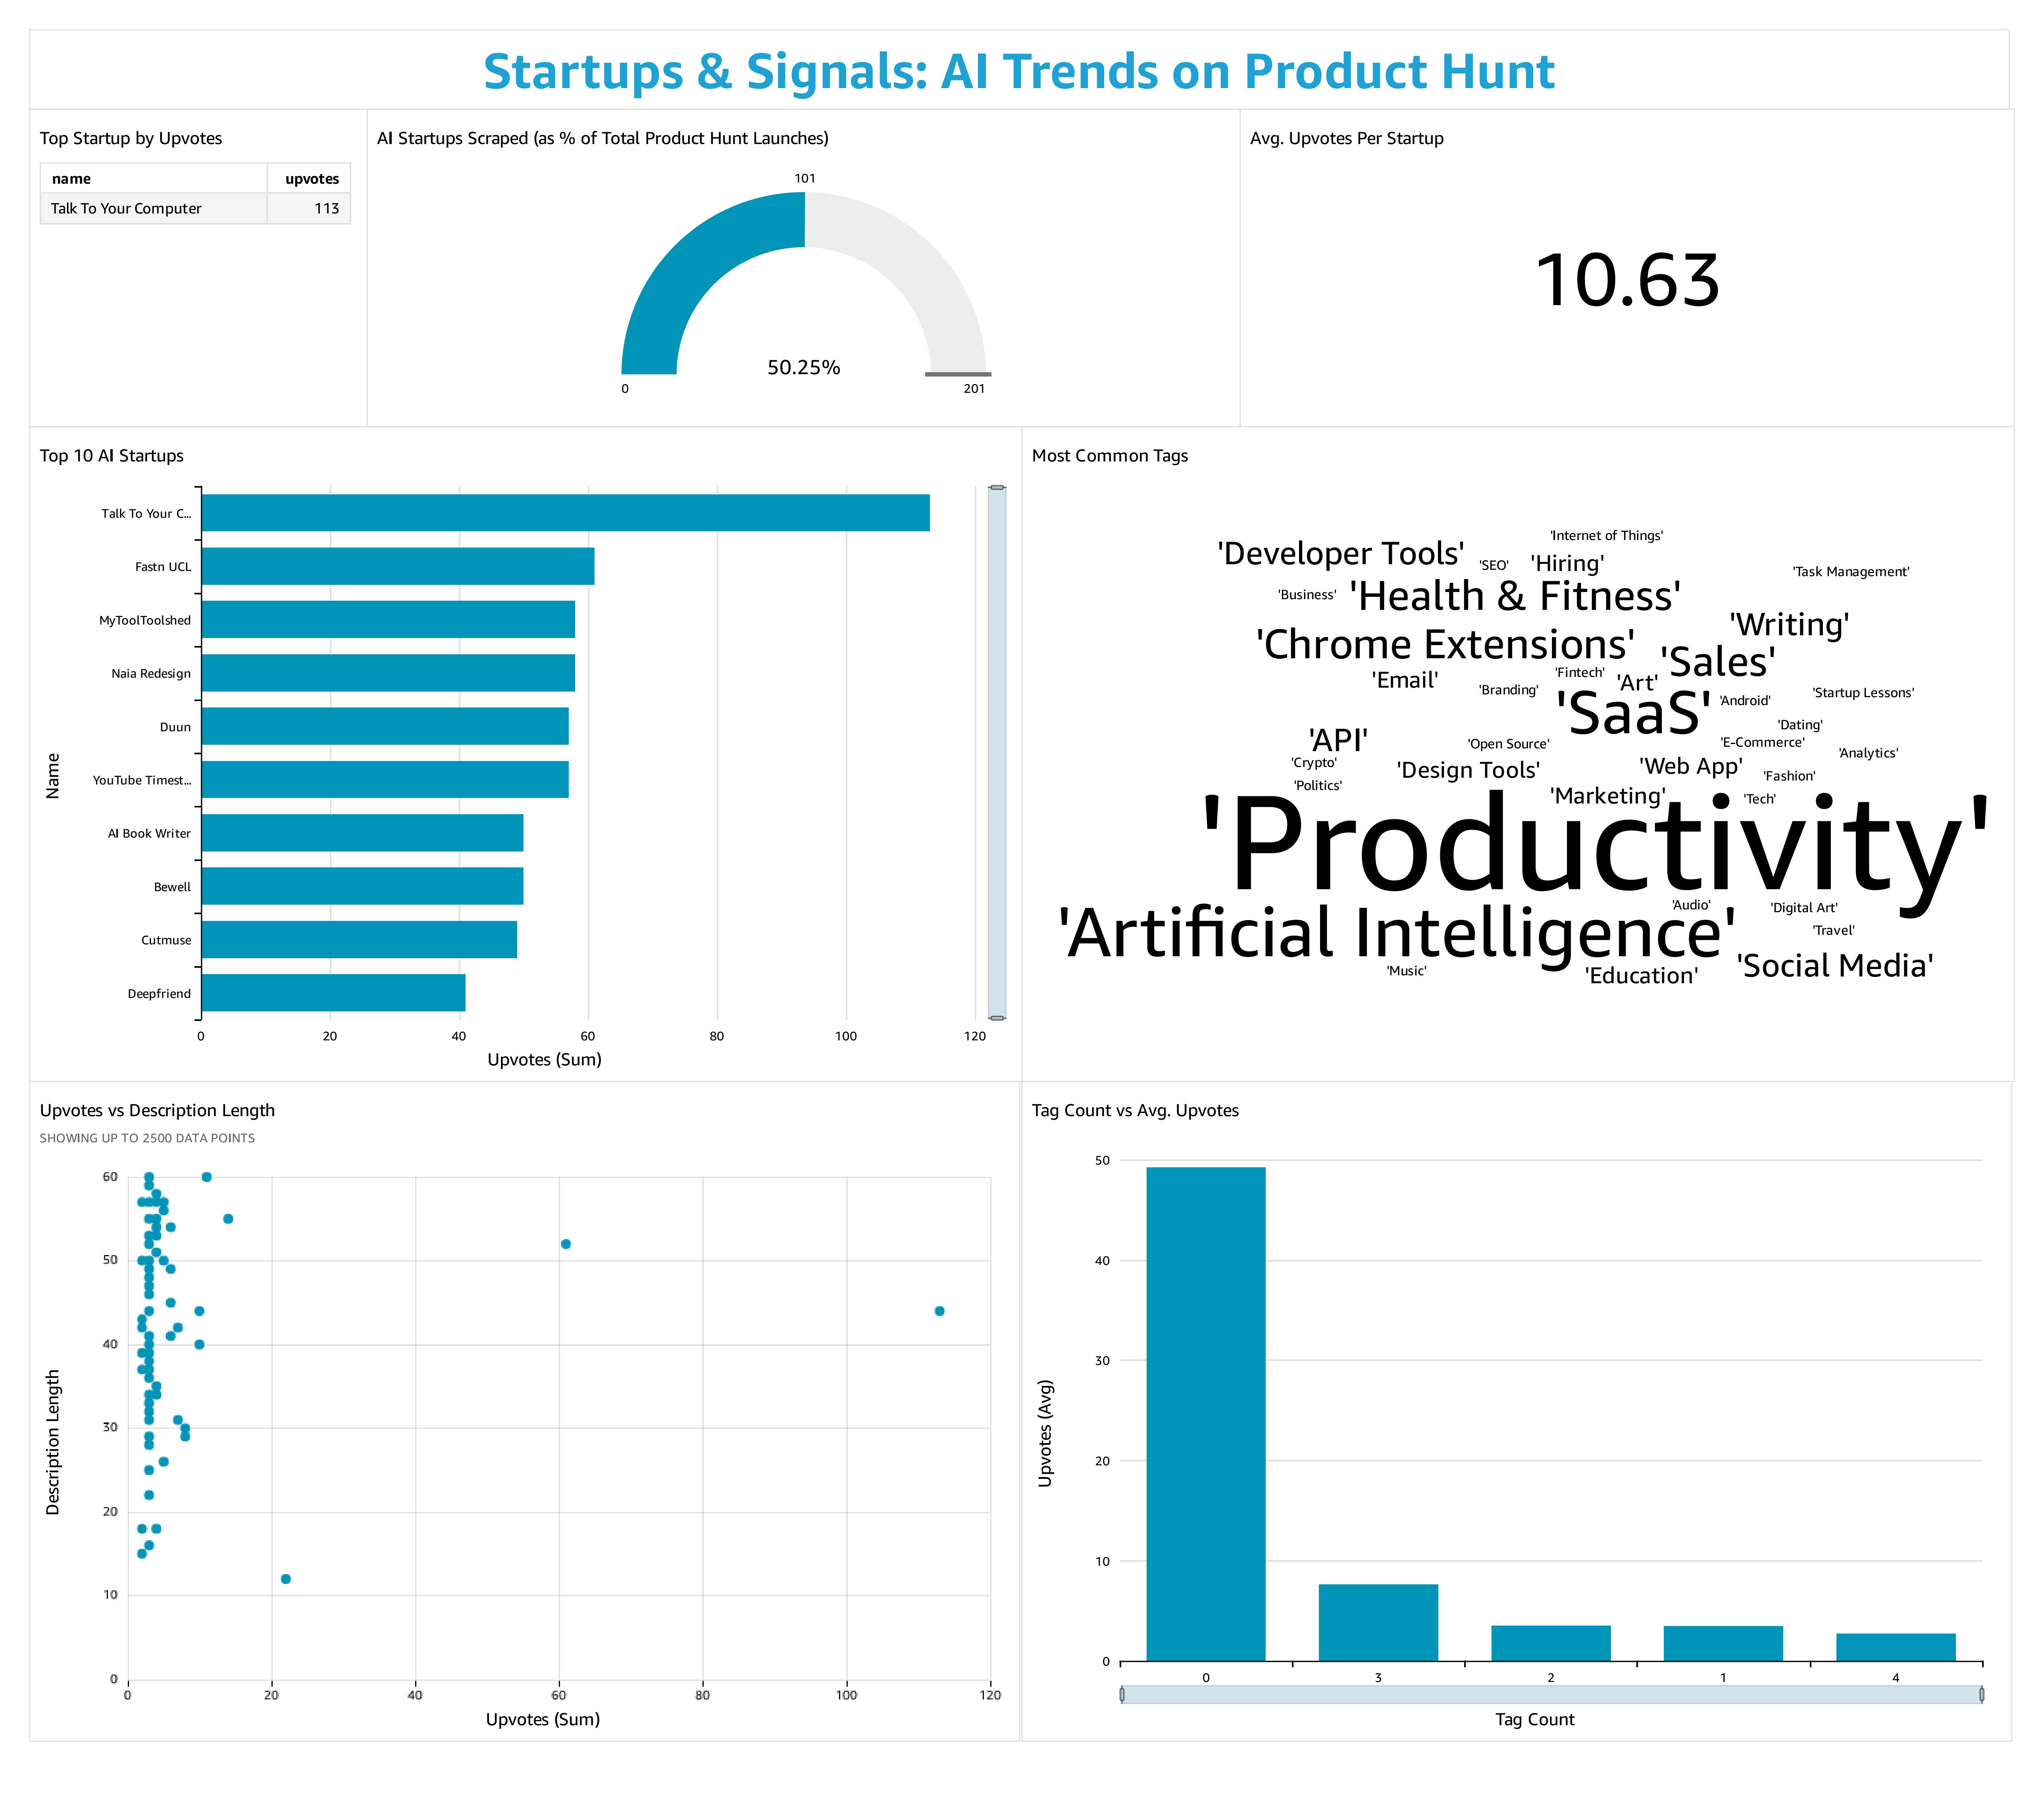 Startups & Signals: AI Trends on Product Hunt
Top Startup by Upvotes
name upvotes
Talk To Your Computer 113
AI Startups Scraped (as % of Total Product Hunt Launches)
101
50.25%
0 201
Avg. Upvotes Per Startup
10.63
Top 10 AI Startups
Name
Talk To Your C...
Fastn UCL
MyToolToolshed
Naia Redesign
Duun
YouTube Timest...
AI Book Writer
Bewell
Cutmuse
Deepfriend
0 20 40 60 80 100 120
Upvotes (Sum)
Most Common Tags
'Internet of Things'
'Developer Tools' 'SEO' 'Hiring'
'Task Management'
'Business' 'Health & Fitness'
'Writing'
'Chrome Extensions' 'Sales'
'Email' 'Fintech' 'Art'
'Branding' 'SaaS' 'Android' 'Startup Lessons'
'Dating'
'API' 'Open Source' 'E-Commerce' 'Analytics'
'Crypto' 'Design Tools' 'Web App' 'Fashion'
'Politics' 'Marketing' 'Tech'
'Productivity'
'Audio' 'Digital Art'
'Artificial Intelligence' 'Travel'
'Music' 'Education' 'Social Media'
Upvotes vs Description Length
SHOWING UP TO 2500 DATA POINTS
Description Length
60
50
40
30
20
10
0
0 20 40 60 80 100 120
Upvotes (Sum)
Tag Count vs Avg. Upvotes
Upvotes (Avg)
50
40
30
20
10
0
0 3 2 1 4
Tag Count